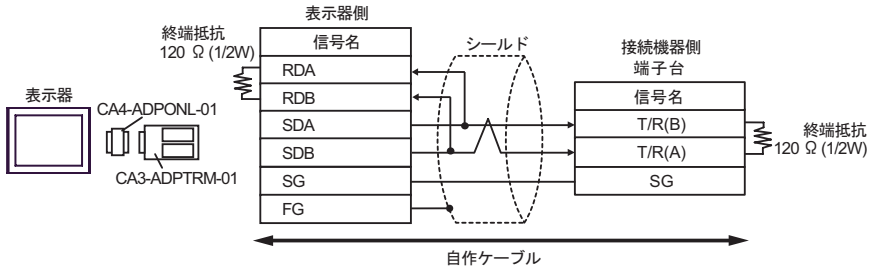 表示器側
終端抵抗
120 Ω (1/2W)
信号名
シールド
接続機器側
端子台
RDA
RDB
信号名
表示器
CA4-ADPONL-01
SDA
T/R(B)
終端抵抗
120 Ω (1/2W)
SDB
T/R(A)
CA3-ADPTRM-01
SG
SG
FG
自作ケーブル